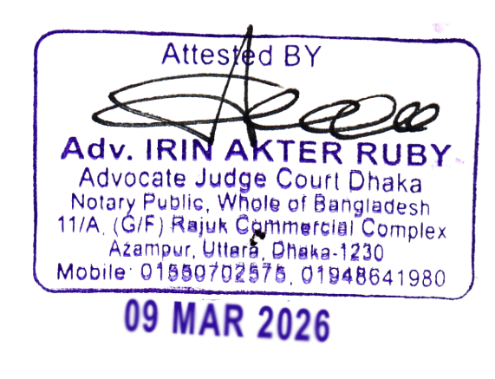 Attested BY
Adv. IRIN AKTER RUBY
Advocate Judge Court Dhaka
Notary Public, Whole of Bangladesh
11/A, (G/F) Rajuk Commercial Complex
Azampur, Uttara, Dhaka-1230
Mobile: 01550702575, 01948641980
09 MAR 2026